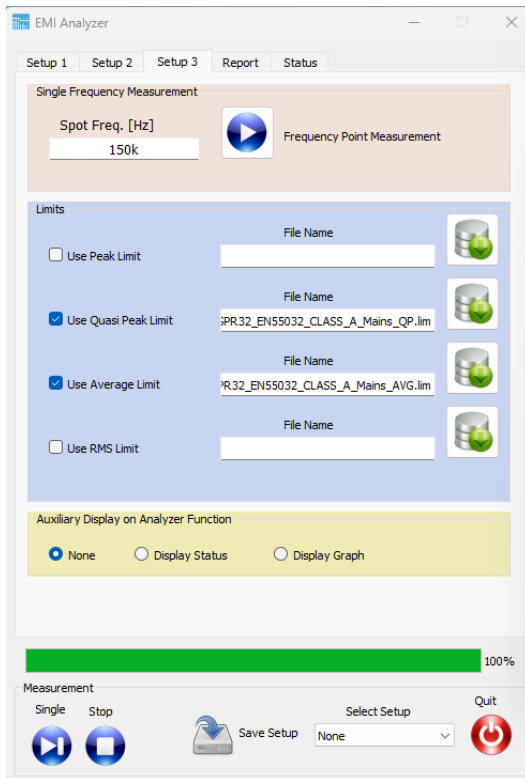 EMI Analyzer
Setup 1 Setup 2 Setup 3 Report Status
Single Frequency Measurement
Spot Freq. [Hz]
150k
Frequency Point Measurement
Limits
File Name
Use Peak Limit
File Name
Use Quasi Peak Limit
SPR32_EN55032_CLASS_A_Mains_QP.lim
File Name
Use Average Limit
PR32_EN55032_CLASS_A_Mains_AVG.lim
File Name
Use RMS Limit
Auxiliary Display on Analyzer Function
None Display Status Display Graph
100%
Measurement
Single Stop
Save Setup
Select Setup
None
Quit